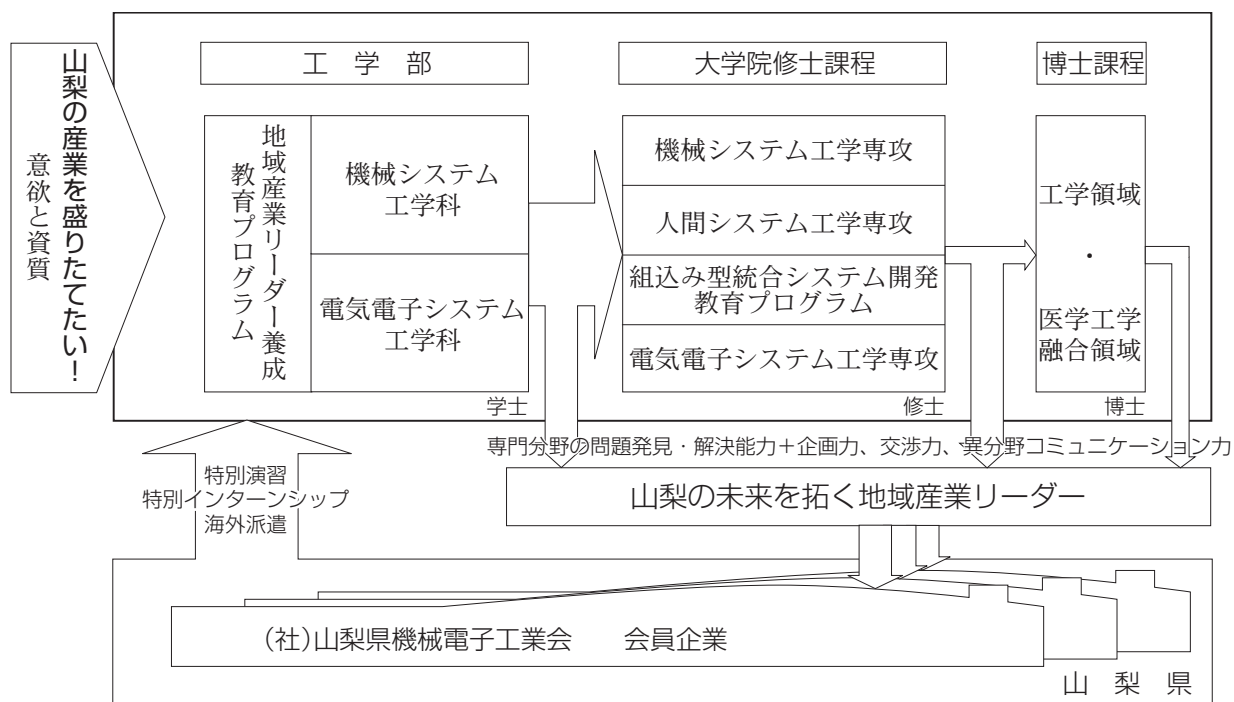 山梨の産業を盛りたてたい！
意欲と資質
工 学 部
大学院修士課程
博士課程
地域産業リーダー養成
教育プログラム
機械システム
工学科
電気電子システム
工学科
学士
機械システム工学専攻
人間システム工学専攻
組込み型統合システム開発
教育プログラム
電気電子システム工学専攻
修士
工学領域
・
医学工学
融合領域
博士
専門分野の問題発見・解決能力＋企画力、交渉力、異分野コミュニケーション力
山梨の未来を拓く地域産業リーダー
特別演習
特別インターンシップ
海外派遣
(社)山梨県機械電子工業会　会員企業
山 梨 県